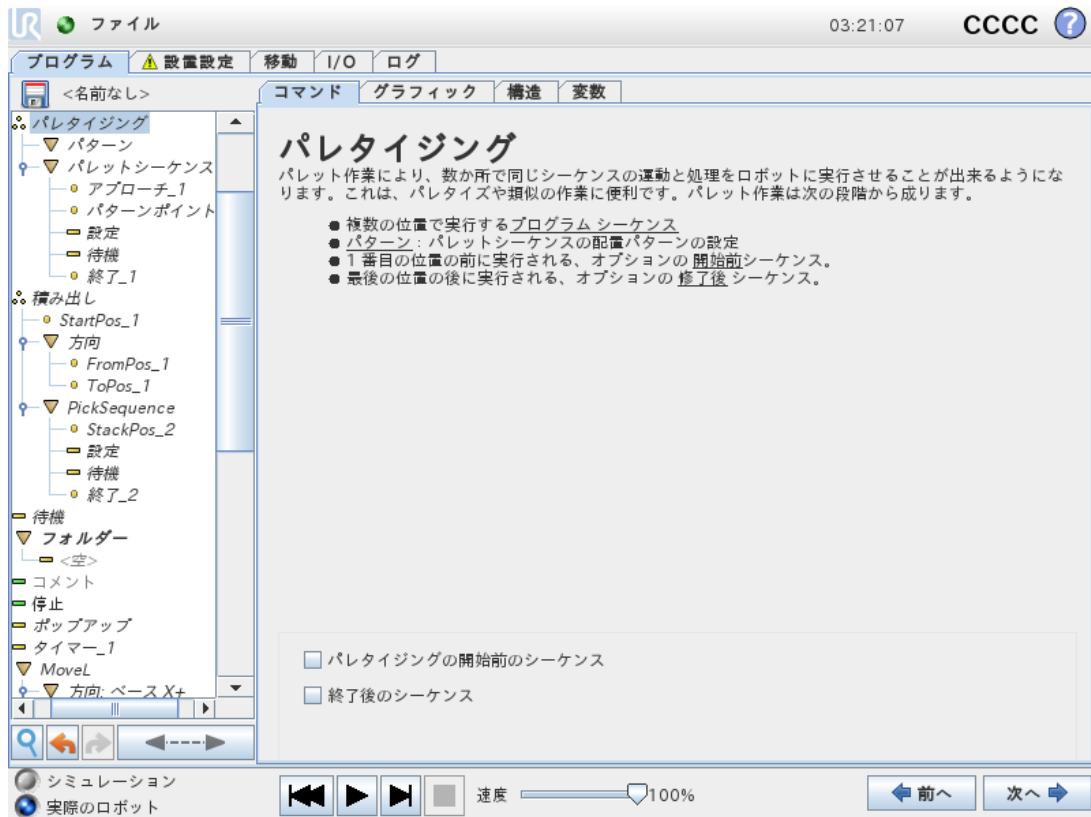 UR ファイル 03:21:07 CCCC ?
プログラム 設置設定 移動 I/O ログ
<名前なし>
コマンド グラフィック 構造 変数
パレタイジング
パターン
パレットシーケンス
アプローチ_1
パターンポイント
設定
待機
終了_1
積み出し
StartPos_1
方向
FromPos_1
ToPos_1
PickSequence
StackPos_2
設定
待機
終了_2
待機
フォルダー
<空>
コメント
停止
ポップアップ
タイマー_1
MoveL
方向: ベース X+
パレタイジング
パレット作業により、数か所で同じシーケンスの運動と処理をロボットに実行させることが出来るようにな
ります。これは、パレタイズや類似の作業に便利です。パレット作業は次の段階から成ります。
● 複数の位置で実行するプログラム シーケンス
● パターン : パレットシーケンスの配置パターンの設定
● 1 番目の位置の前に実行される、オプションの 開始前シーケンス。
● 最後の位置の後に実行される、オプションの 修了後 シーケンス。
パレタイジングの開始前のシーケンス
終了後のシーケンス
シミュレーション
実際のロボット
速度 100%
前へ 次へ